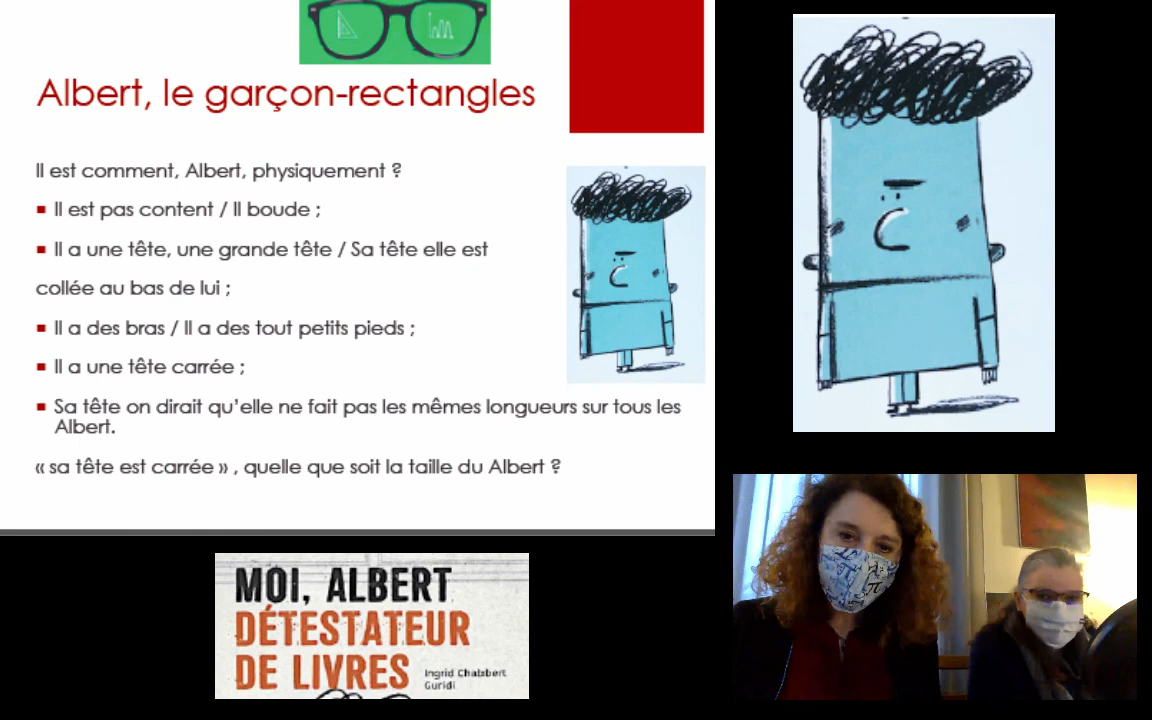 Albert, le garçon-rectangles
Il est comment, Albert, physiquement ?
Il est pas content / Il boude ;
Il a une tête, une grande tête / Sa tête elle est
collée au bas de lui ;
Il a des bras / Il a des tout petits pieds ;
Il a une tête carrée ;
Sa tête on dirait qu'elle ne fait pas les mêmes longueurs sur tous les
Albert.
« sa tête est carrée » , quelle que soit la taille du Albert ?
MOI, ALBERT
DÉTESTATEUR
DE LIVRES
Ingrid Chabbert
Guridi
π